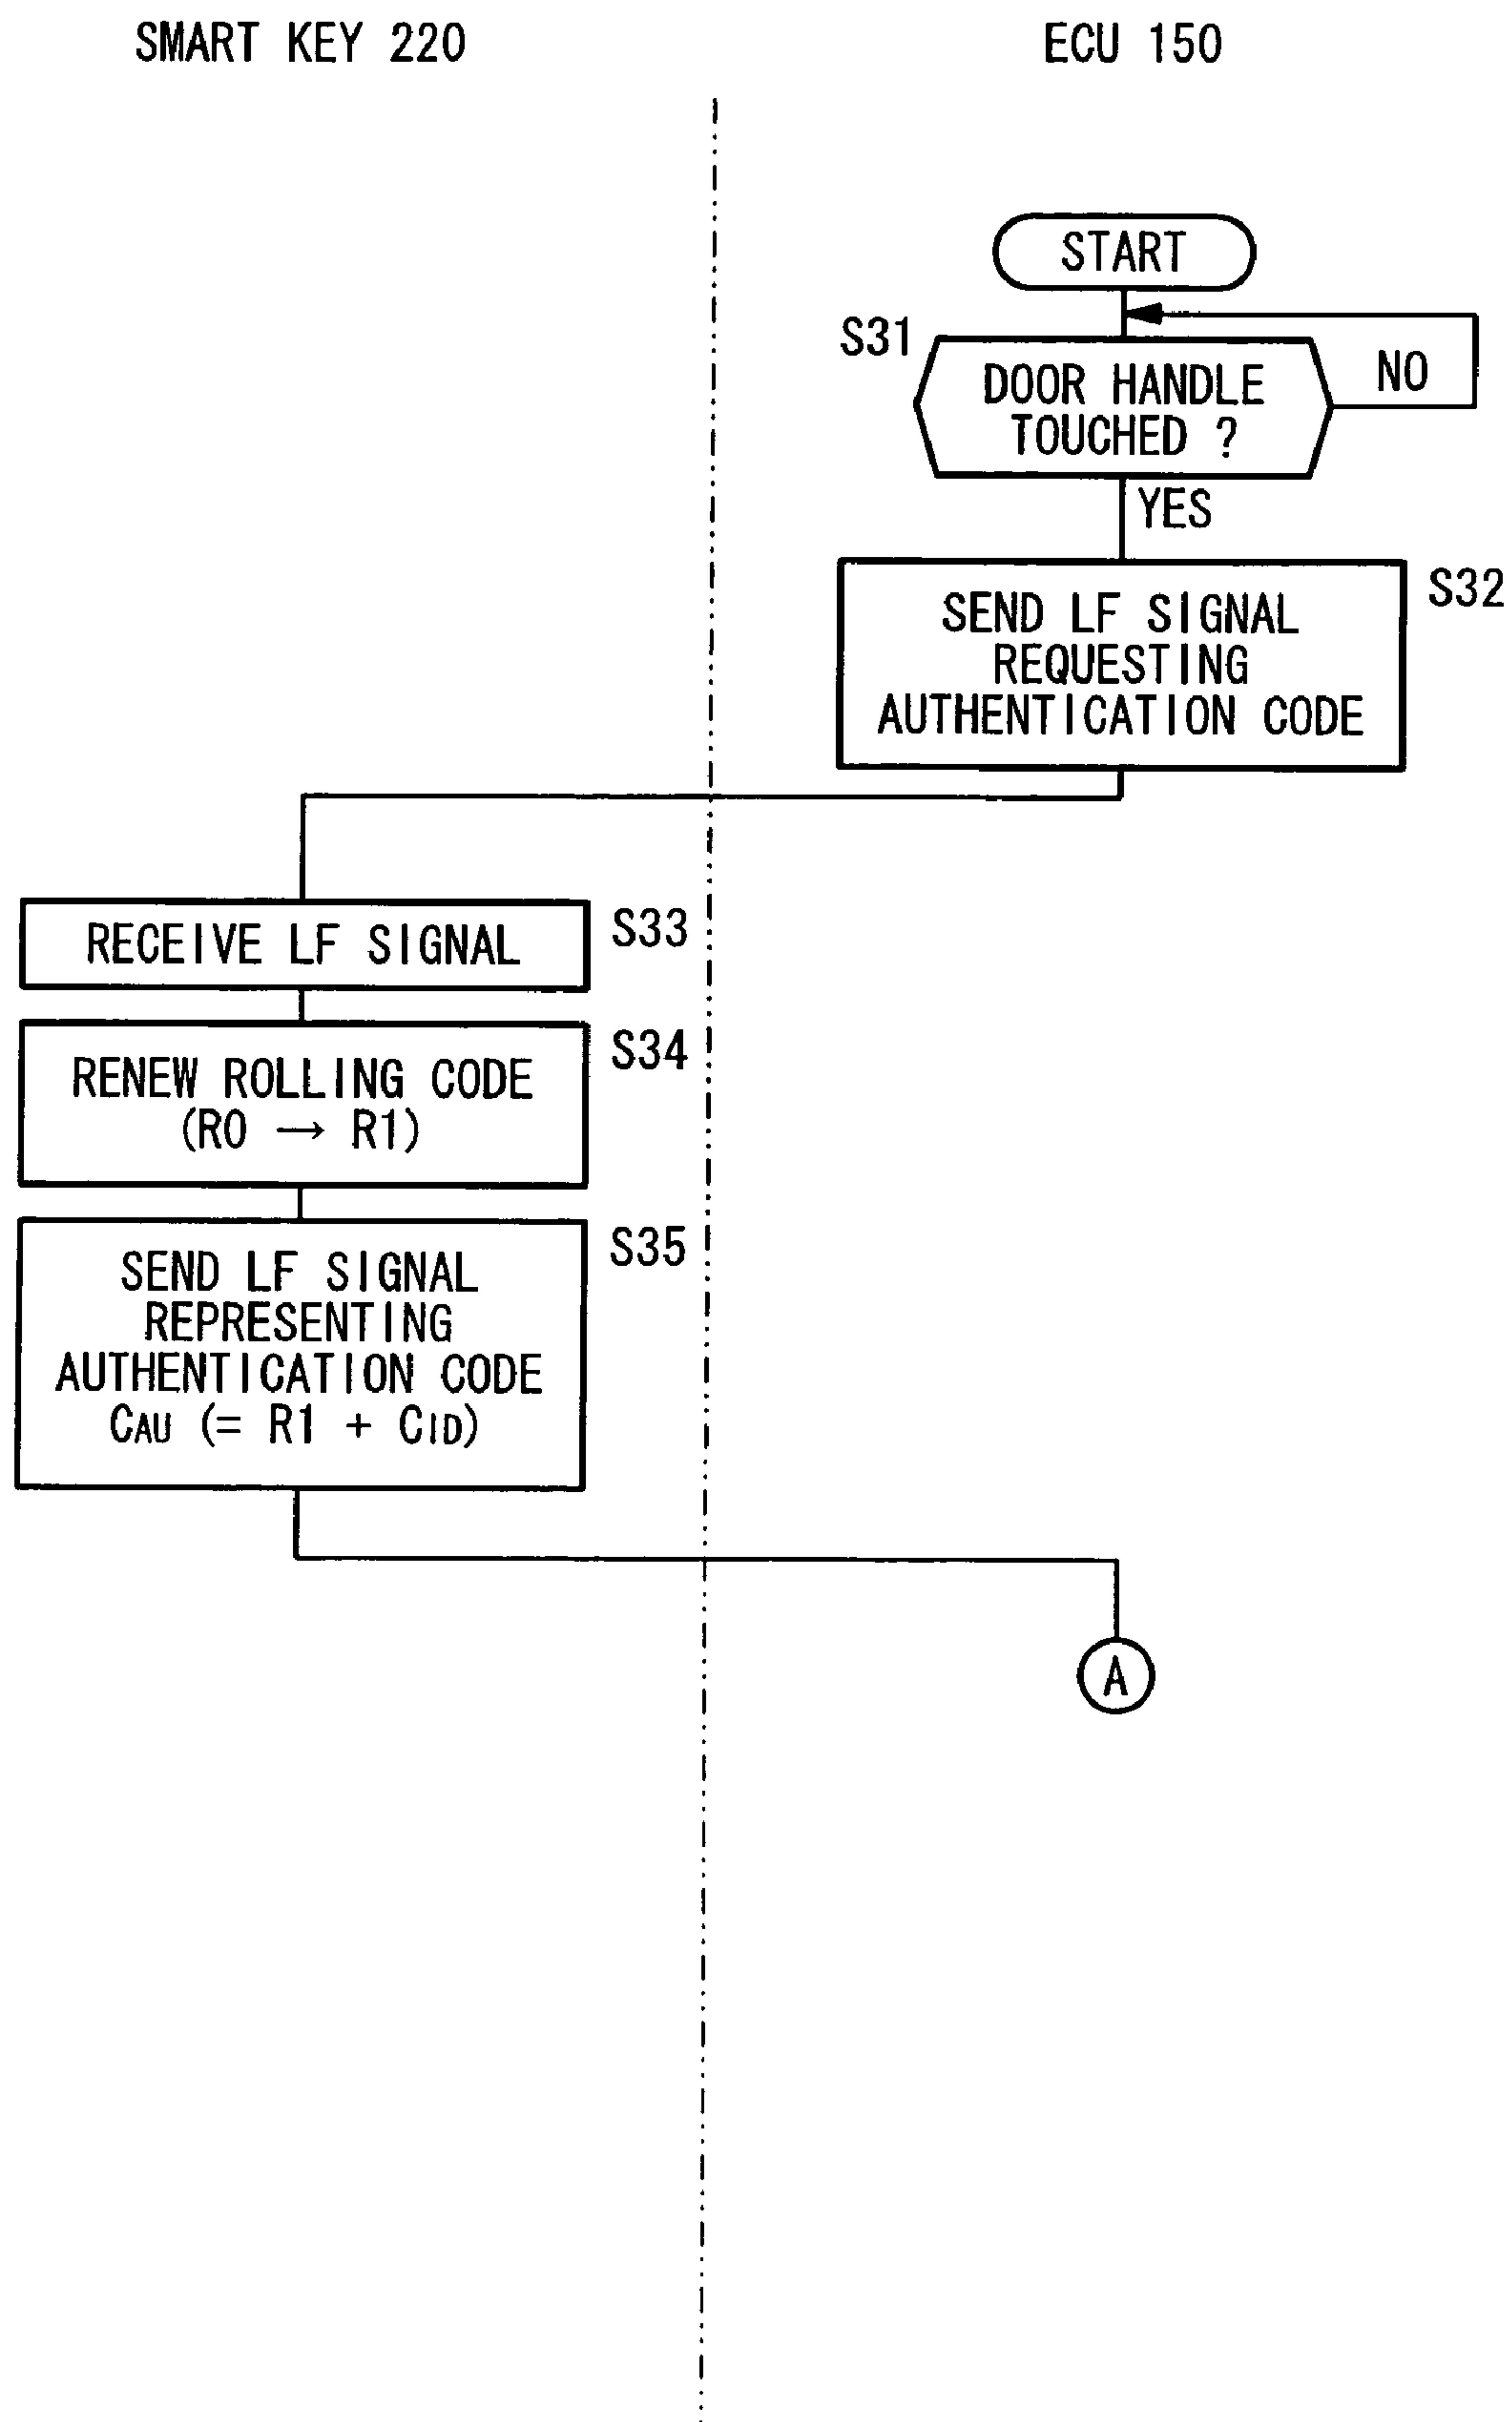 SMART KEY 220
ECU 150
START
S31
DOOR HANDLE
TOUCHED ?
NO
YES
S32
SEND LF SIGNAL
REQUESTING
AUTHENTICATION CODE
RECEIVE LF SIGNAL
S33
RENEW ROLLING CODE
(R0 → R1)
S34
SEND LF SIGNAL
REPRESENTING
AUTHENTICATION CODE
CAU (= R1 + CID)
S35
A